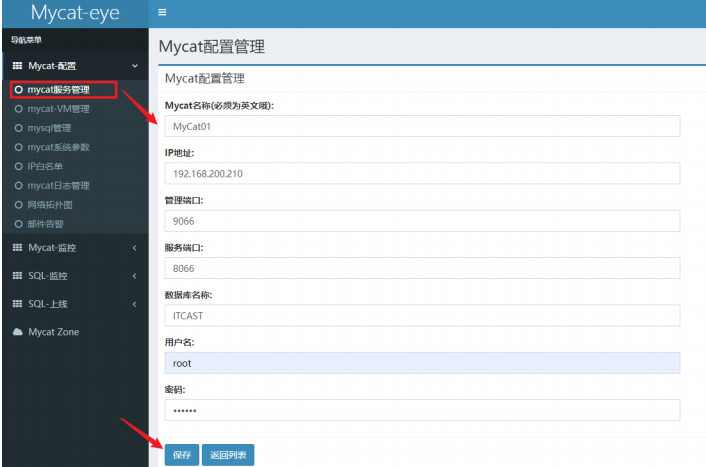 Mycat-eye
导航菜单
Mycat-配置
mycat服务管理
mycat-VM管理
mysql管理
mycat系统参数
IP白名单
mycat日志管理
网络拓扑图
邮件告警
Mycat-监控
SQL-监控
SQL-上线
Mycat Zone
Mycat配置管理
Mycat配置管理
Mycat名称(必须为英文哦):
MyCat01
IP地址:
192.168.200.210
管理端口:
9066
服务端口:
8066
数据库名称:
ITCAST
用户名:
root
密码:
••••••
保存 返回列表